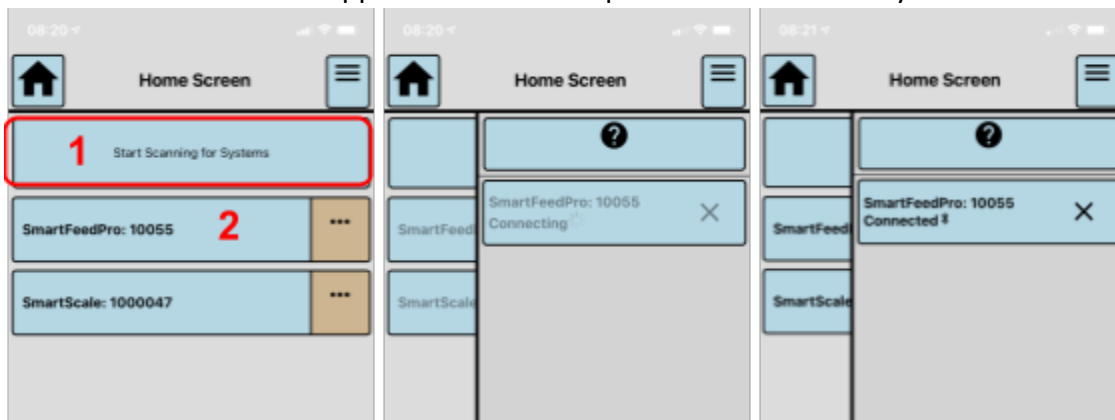 08:20
Home Screen
1 Start Scanning for Systems
SmartFeedPro: 10055 2 ...
SmartScale: 1000047 ...
08:20
Home Screen
SmartFeedPro: 10055
Connecting
SmartFeed
SmartScale
08:21
Home Screen
SmartFeedPro: 10055
Connected
SmartFeed
SmartScale